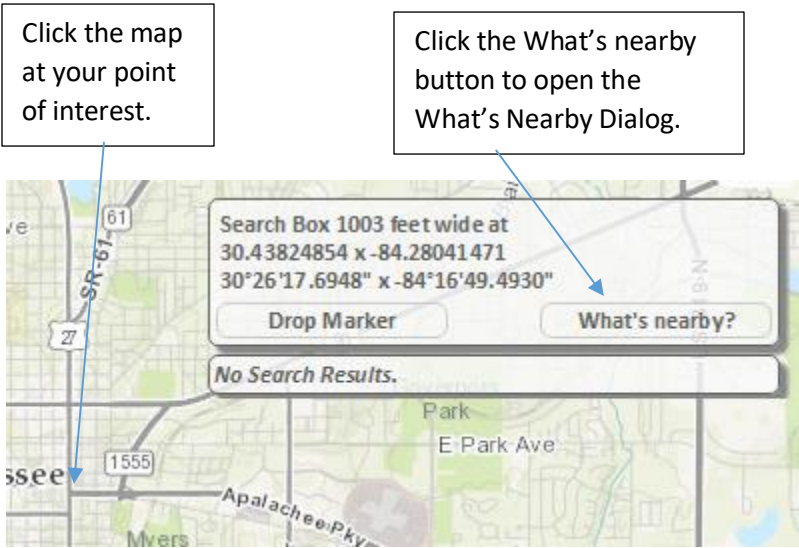 Click the map
at your point
of interest.
Click the What's nearby
button to open the
What's Nearby Dialog.
61
SR-61
27
Search Box 1003 feet wide at
30.43824854 x -84.28041471
30°26'17.6948" x -84°16'49.4930"
Drop Marker
What's nearby?
No Search Results.
Park
E Park Ave
1555
ssee
Apalachee Pky
Myers